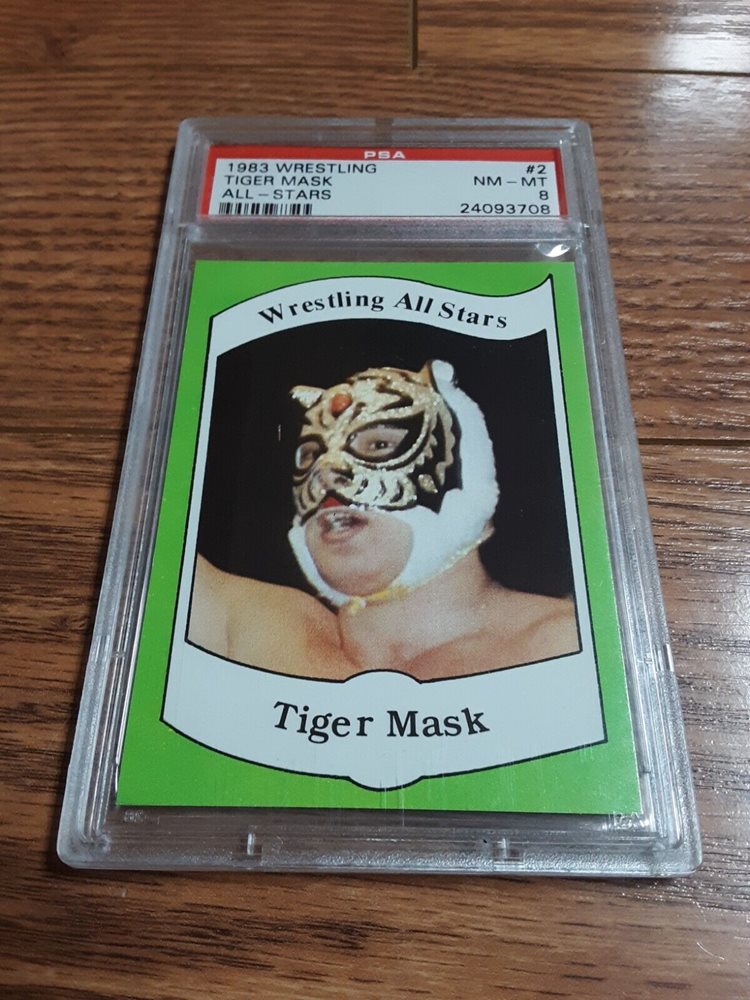 PSA
1983 WRESTLING #2
TIGER MASK NM - MT
ALL - STARS 8
24093708
Wrestling All Stars
Tiger Mask